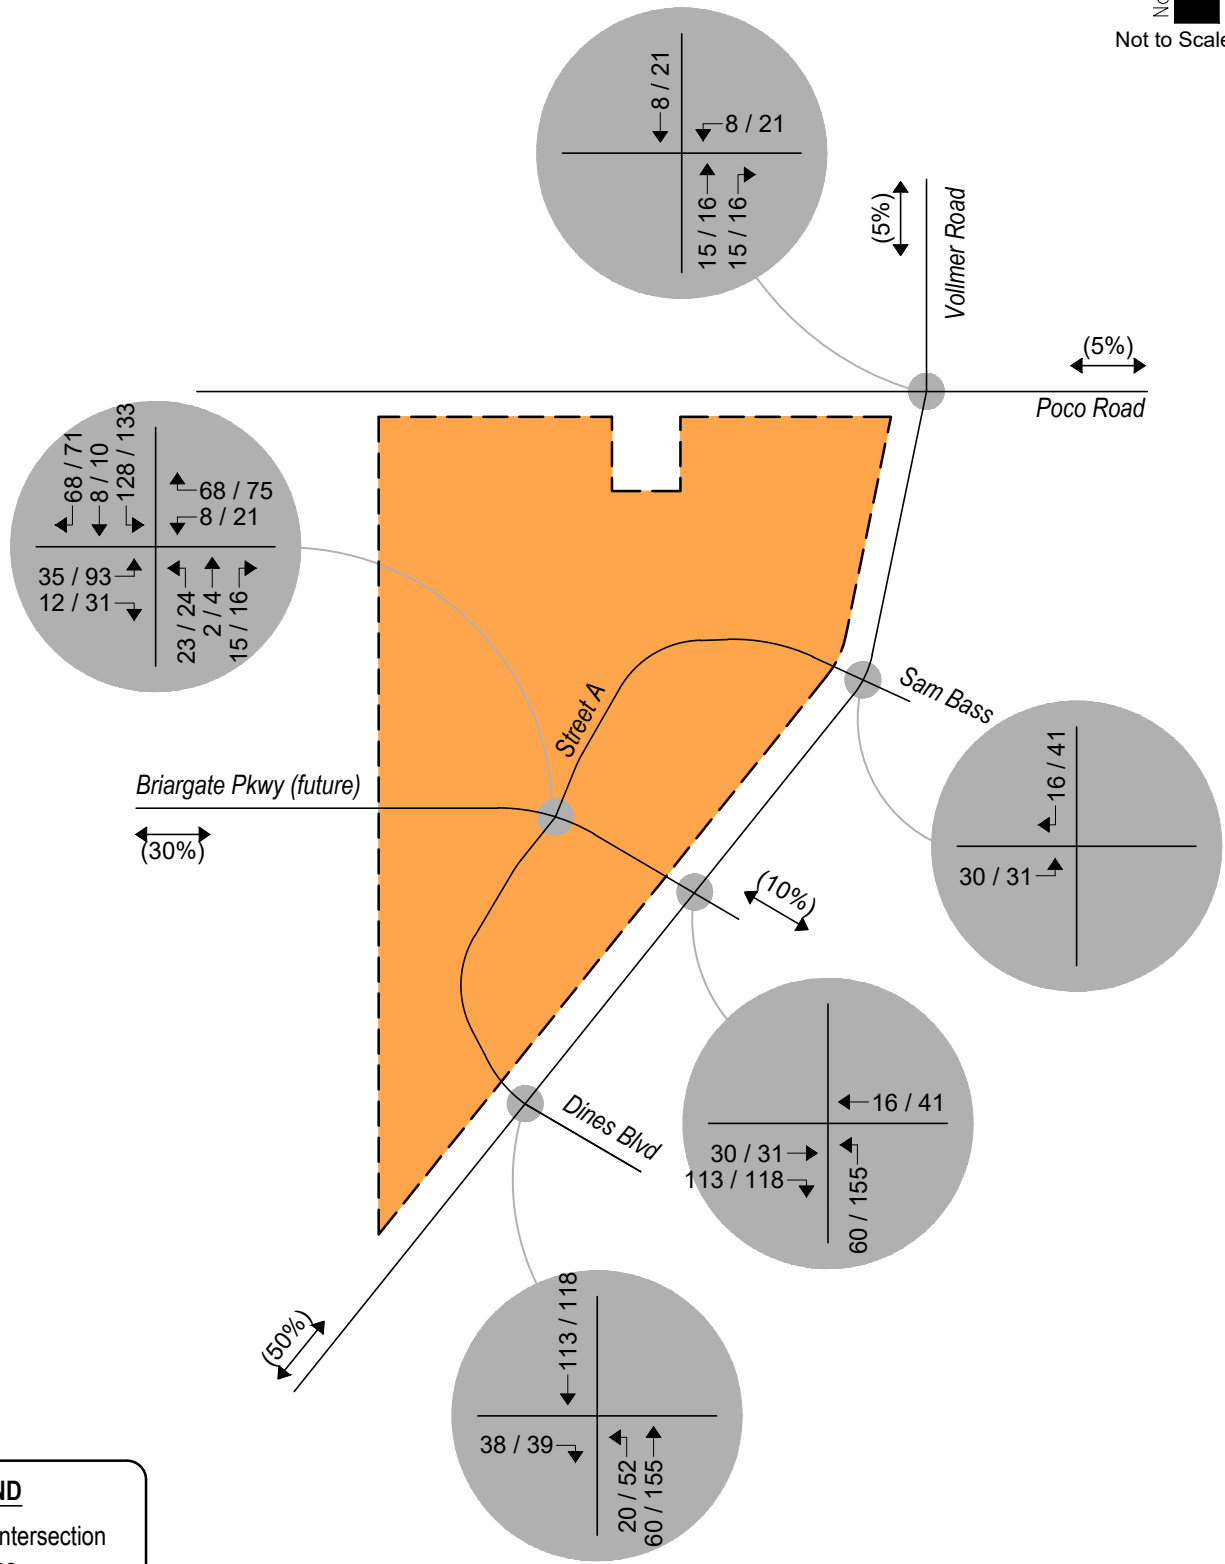 Not to Scale
8 / 21
8 / 21
15 / 16
15 / 16
(5%)
Vollmer Road
(5%)
Poco Road
68 / 71
8 / 10
128 / 133
68 / 75
8 / 21
35 / 93
12 / 31
23 / 24
2 / 4
15 / 16
Street A
Sam Bass
Briargate Pkwy (future)
(30%)
16 / 41
30 / 31
(10%)
16 / 41
30 / 31
113 / 118
60 / 155
Dines Blvd
(50%)
113 / 118
38 / 39
20 / 52
60 / 155
ntersection